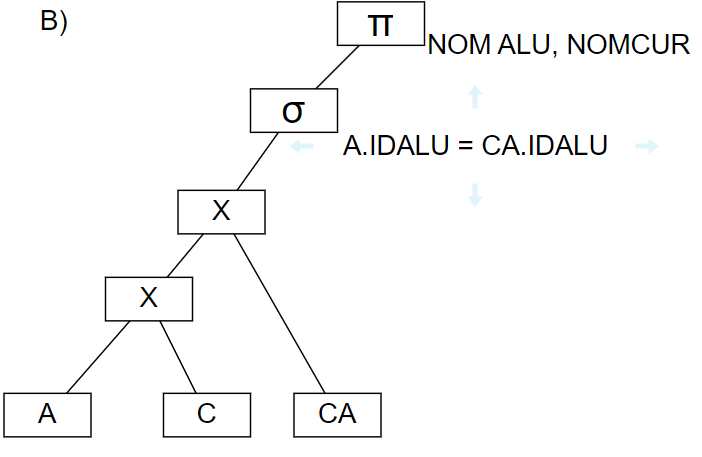 B)
π
NOM ALU, NOMCUR
σ
A.IDALU = CA.IDALU
X
X
A
C
CA